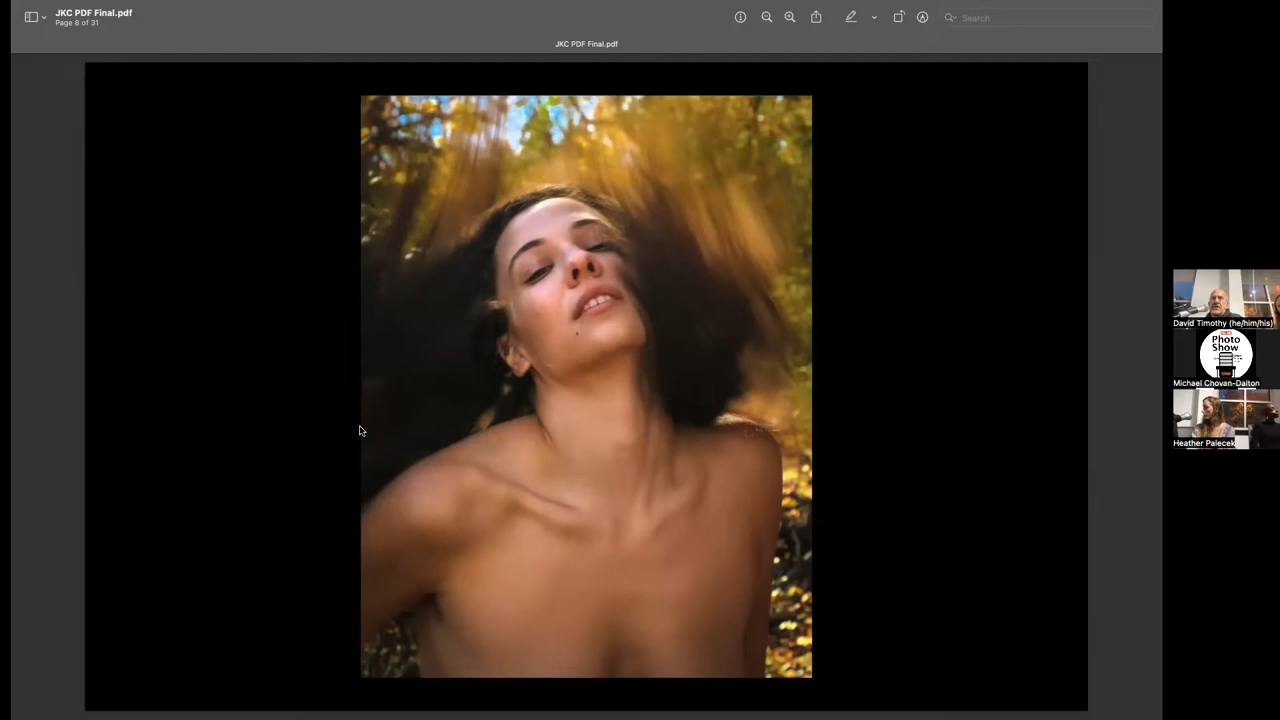 JKC PDF Final.pdf
Page 8 of 31
Search
JKC PDF Final.pdf
David Timothy (he/him/his)
Photo
Show
Michael Chovan-Dalton
Heather Palecek